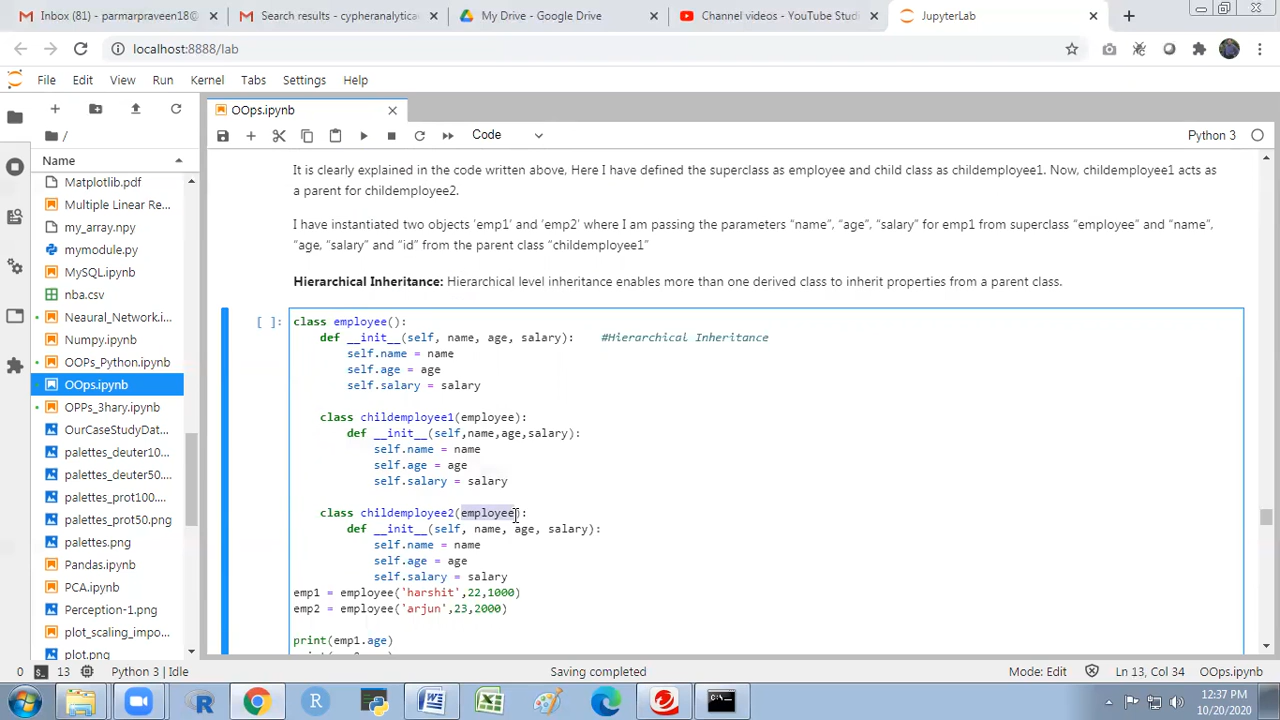 Inbox (81) - parmarpraveen18@
Search results - cypheranalytica
My Drive - Google Drive
Channel videos - YouTube Studi
JupyterLab
localhost:8888/lab
File Edit View Run Kernel Tabs Settings Help
OOps.ipynb
/
Code
Python 3
Name
Matplotlib.pdf
Multiple Linear Re...
my_array.npy
mymodule.py
MySQL.ipynb
nba.csv
Neaural_Network.i...
Numpy.ipynb
OOPs_Python.ipynb
OOps.ipynb
OPPs_3hary.ipynb
OurCaseStudyDat...
palettes_deuter10...
palettes_deuter50...
palettes_prot100....
palettes_prot50.png
palettes.png
Pandas.ipynb
PCA.ipynb
Perception-1.png
plot_scaling_impo...
plot.png
It is clearly explained in the code written above, Here I have defined the superclass as employee and child class as childemployee1. Now, childemployee1 acts as
a parent for childemployee2.
I have instantiated two objects ‘emp1’ and ‘emp2’ where I am passing the parameters “name”, “age”, “salary” for emp1 from superclass “employee” and “name”,
“age, “salary” and “id” from the parent class “childemployee1”
Hierarchical Inheritance: Hierarchical level inheritance enables more than one derived class to inherit properties from a parent class.
[ ]:
class employee():
def __init__(self, name, age, salary): #Hierarchical Inheritance
self.name = name
self.age = age
self.salary = salary
class childemployee1(employee):
def __init__(self,name,age,salary):
self.name = name
self.age = age
self.salary = salary
class childemployee2(employee):
def __init__(self, name, age, salary):
self.name = name
self.age = age
self.salary = salary
emp1 = employee('harshit',22,1000)
emp2 = employee('arjun',23,2000)
print(emp1.age)
0 13 Python 3 | Idle
Saving completed
Mode: Edit
Ln 13, Col 34
OOps.ipynb
12:37 PM
10/20/2020